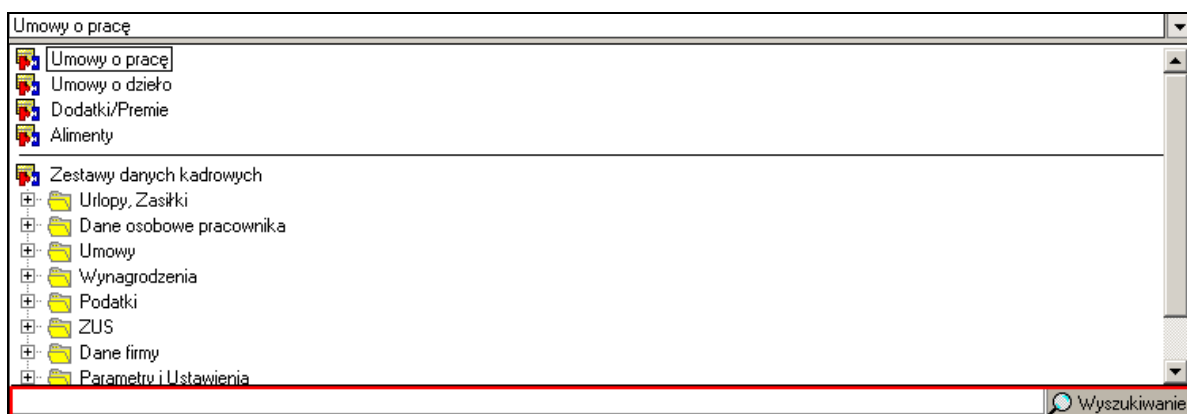 Umowy o pracę
Umowy o pracę
Umowy o dzieło
Dodatki/Premie
Alimenty
Zestawy danych kadrowych
Urlopy, Zasiłki
Dane osobowe pracownika
Umowy
Wynagrodzenia
Podatki
ZUS
Dane firmy
Parametry i Ustawienia
Wyszukiwanie